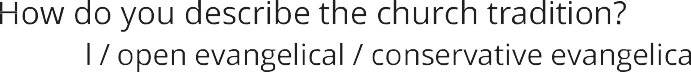 How do you describe the church tradition?
l / open evangelical / conservative evangelica